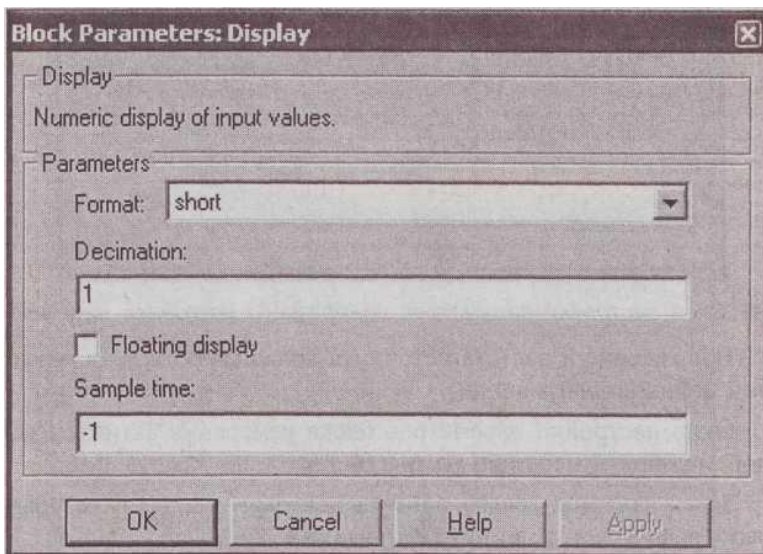 Block Parameters: Display
Display
Numeric display of input values.
Parameters
Format: short
Decimation:
1
Floating display
Sample time:
-1
OK Cancel Help Apply